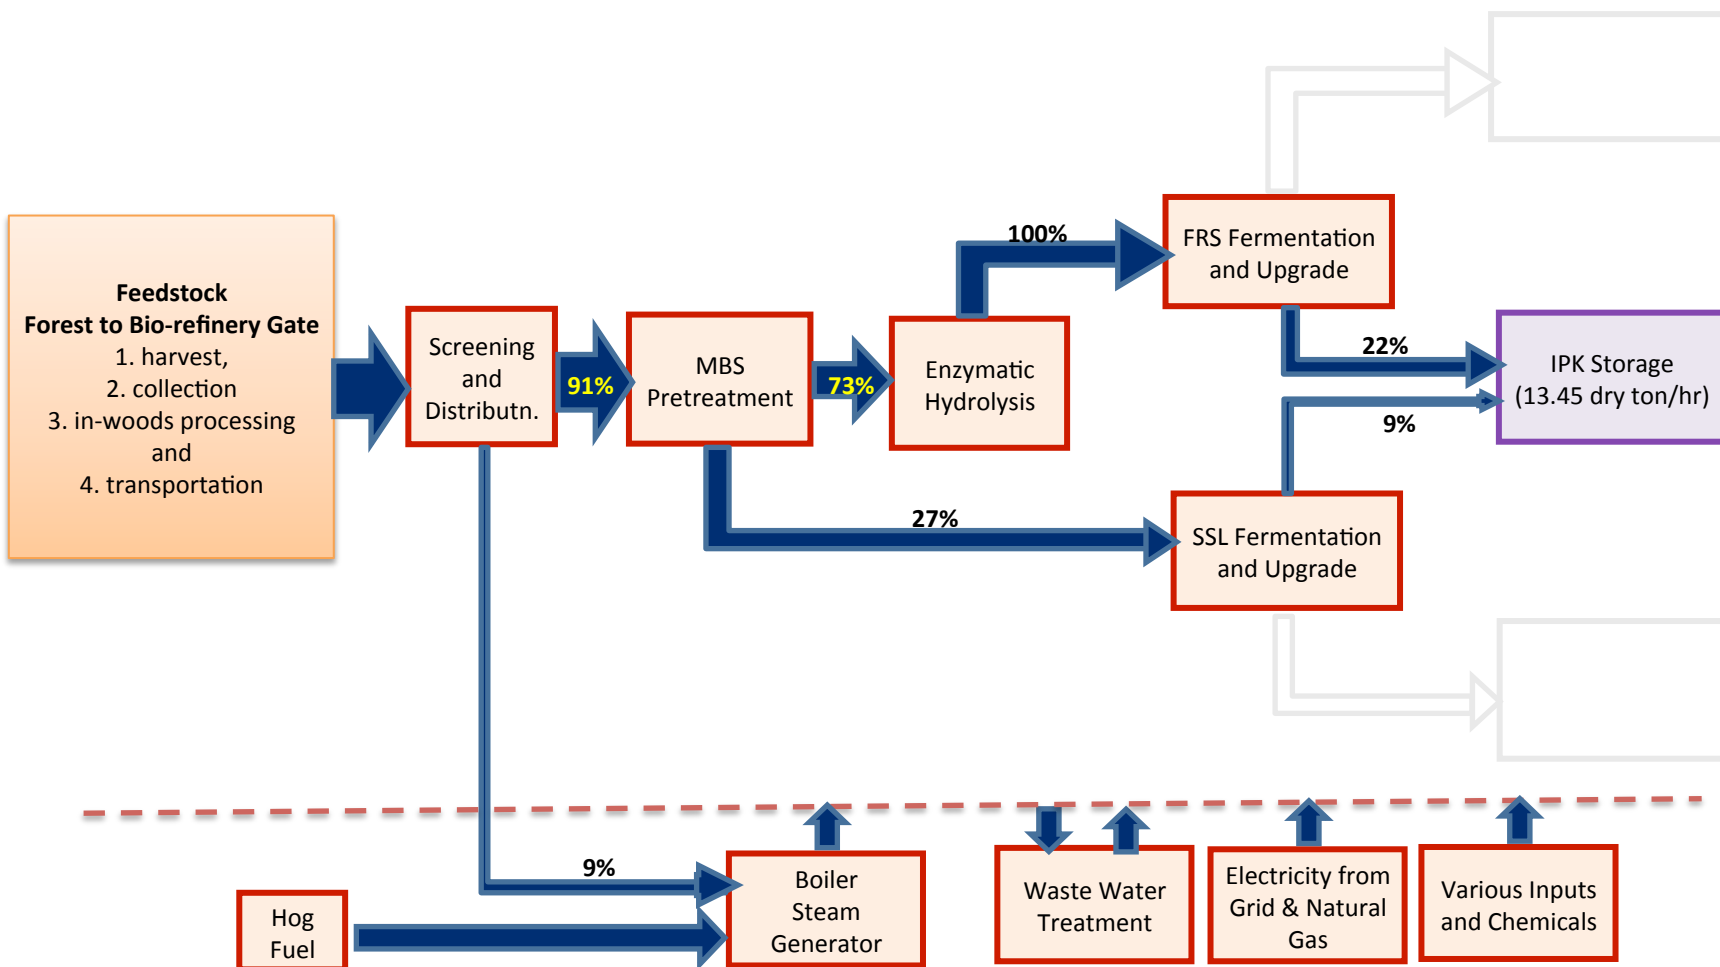 Feedstock
Forest to Bio-refinery Gate
1. harvest,
2. collection
3. in-woods processing
and
4. transportation
Screening
and
Distributn.
91%
MBS
Pretreatment
73%
Enzymatic
Hydrolysis
100%
FRS Fermentation
and Upgrade
22%
IPK Storage
(13.45 dry ton/hr)
9%
27%
SSL Fermentation
and Upgrade
9%
Hog
Fuel
Boiler
Steam
Generator
Waste Water
Treatment
Electricity from
Grid & Natural
Gas
Various Inputs
and Chemicals